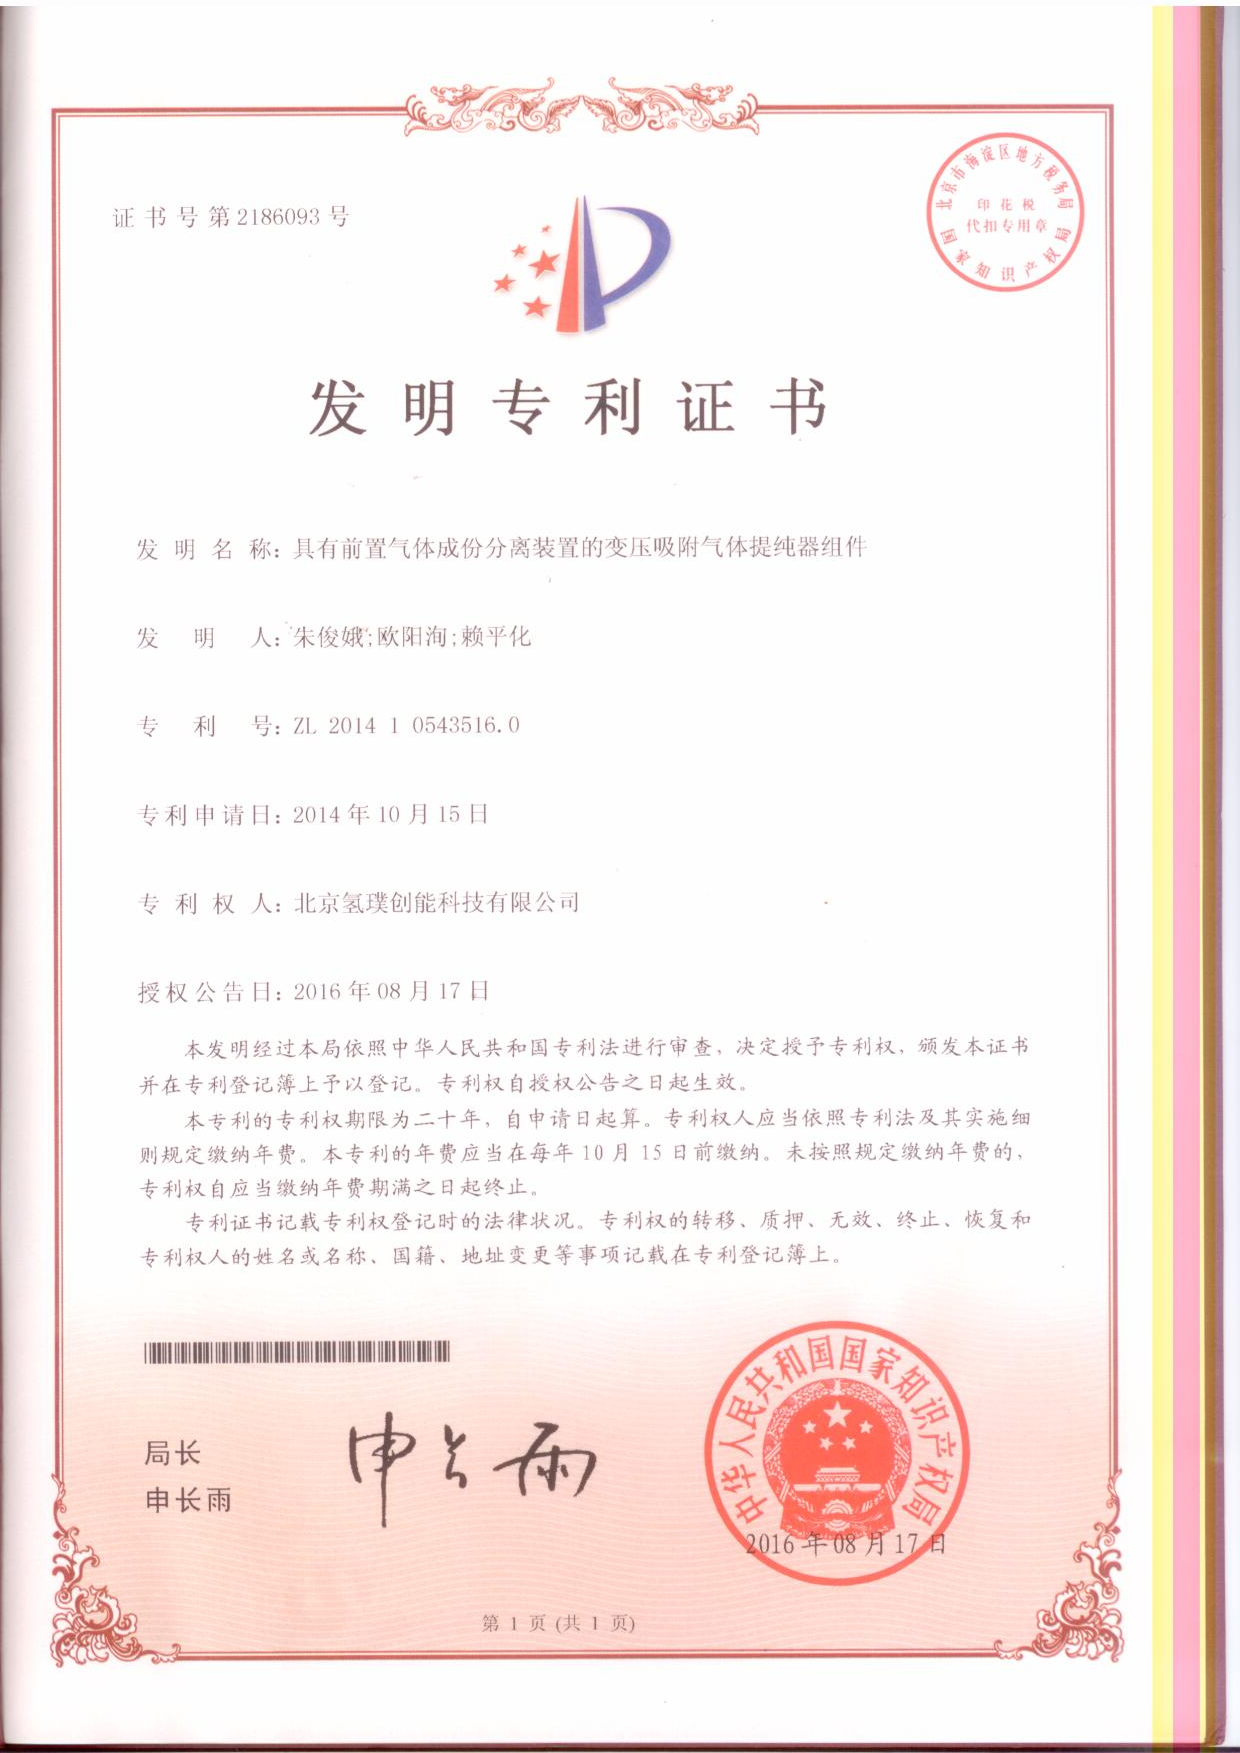 证书号第2186093号
北京市海淀区地方税务局
印花税
代扣专用章
国家知识产权局
发明专利证书
发明名称：具有前置气体成份分离装置的变压吸附气体提纯器组件
发明人：朱俊娥;欧阳洵;赖平化
专利号：ZL 2014 1 0543516.0
专利申请日：2014年10月15日
专利权人：北京氢璞创能科技有限公司
授权公告日：2016年08月17日
本发明经过本局依照中华人民共和国专利法进行审查，决定授予专利权，颁发本证书
并在专利登记簿上予以登记。专利权自授权公告之日起生效。
本专利的专利权期限为二十年，自申请日起算。专利权人应当依照专利法及其实施细
则规定缴纳年费。本专利的年费应当在每年10月15日前缴纳。未按照规定缴纳年费的，
专利权自应当缴纳年费期满之日起终止。
专利证书记载专利权登记时的法律状况。专利权的转移、质押、无效、终止、恢复和
专利权人的姓名或名称、国籍、地址变更等事项记载在专利登记簿上。
局长
申长雨
申长雨
中华人民共和国国家知识产权局
2016年08月17日
第1页(共1页)